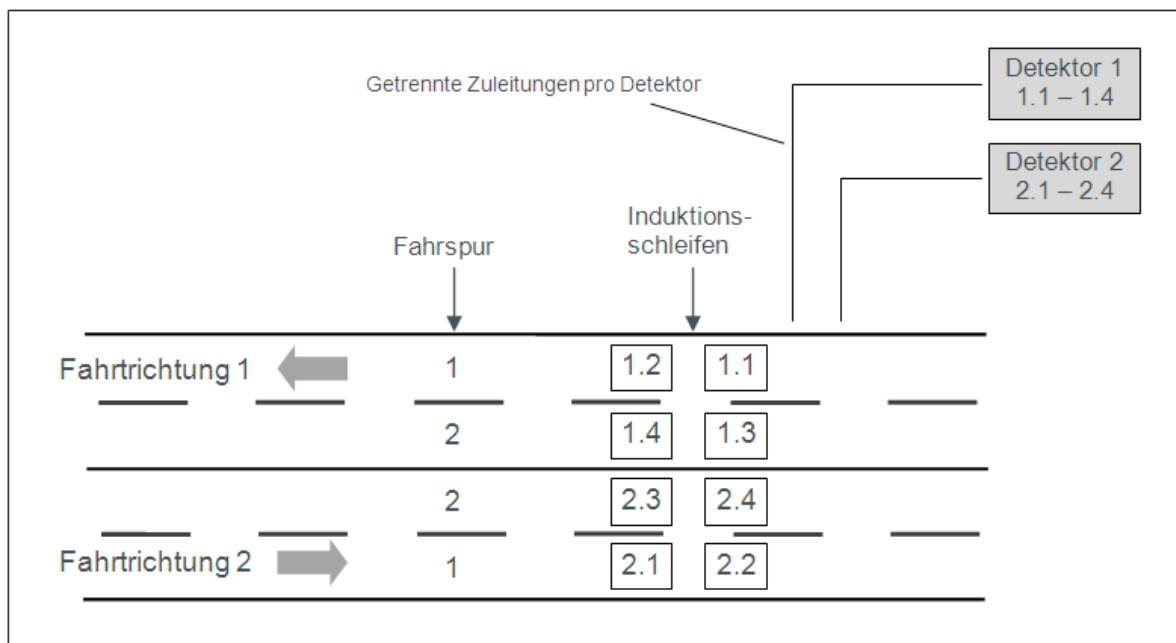 Detektor 1
1.1 – 1.4
Getrennte Zuleitungen pro Detektor
Detektor 2
2.1 – 2.4
Induktions-
schleifen
Fahrspur
Fahrtrichtung 1
1
1.2
1.1
2
1.4
1.3
2
2.3
2.4
Fahrtrichtung 2
1
2.1
2.2